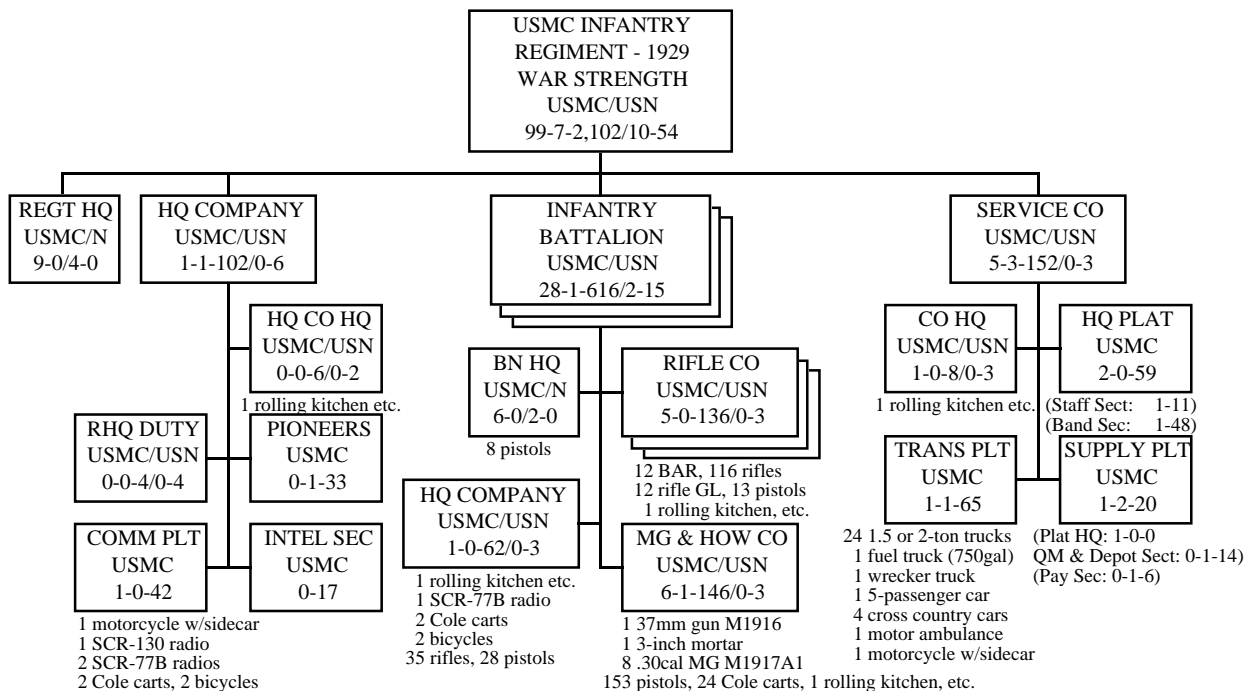 USMC INFANTRY
REGIMENT - 1929
WAR STRENGTH
USMC/USN
99-7-2,102/10-54
REGT HQ
USMC/N
9-0/4-0
HQ COMPANY
USMC/USN
1-1-102/0-6
HQ CO HQ
USMC/USN
0-0-6/0-2
1 rolling kitchen etc.
RHQ DUTY
USMC/USN
0-0-4/0-4
PIONEERS
USMC
0-1-33
COMM PLT
USMC
1-0-42
1 motorcycle w/sidecar
1 SCR-130 radio
2 SCR-77B radios
2 Cole carts, 2 bicycles
INTEL SEC
USMC
0-17
INFANTRY
BATTALION
USMC/USN
28-1-616/2-15
BN HQ
USMC/N
6-0/2-0
8 pistols
RIFLE CO
USMC/USN
5-0-136/0-3
12 BAR, 116 rifles
12 rifle GL, 13 pistols
1 rolling kitchen, etc.
HQ COMPANY
USMC/USN
1-0-62/0-3
1 rolling kitchen etc.
1 SCR-77B radio
2 Cole carts
2 bicycles
35 rifles, 28 pistols
MG & HOW CO
USMC/USN
6-1-146/0-3
1 37mm gun M1916
1 3-inch mortar
8 .30cal MG M1917A1
153 pistols, 24 Cole carts, 1 rolling kitchen, etc.
SERVICE CO
USMC/USN
5-3-152/0-3
CO HQ
USMC/USN
1-0-8/0-3
1 rolling kitchen etc.
HQ PLAT
USMC
2-0-59
(Staff Sect: 1-11)
(Band Sec: 1-48)
TRANS PLT
USMC
1-1-65
24 1.5 or 2-ton trucks
1 fuel truck (750gal)
1 wrecker truck
1 5-passenger car
4 cross country cars
1 motor ambulance
1 motorcycle w/sidecar
SUPPLY PLT
USMC
1-2-20
(Plat HQ: 1-0-0
QM & Depot Sect: 0-1-14)
(Pay Sec: 0-1-6)